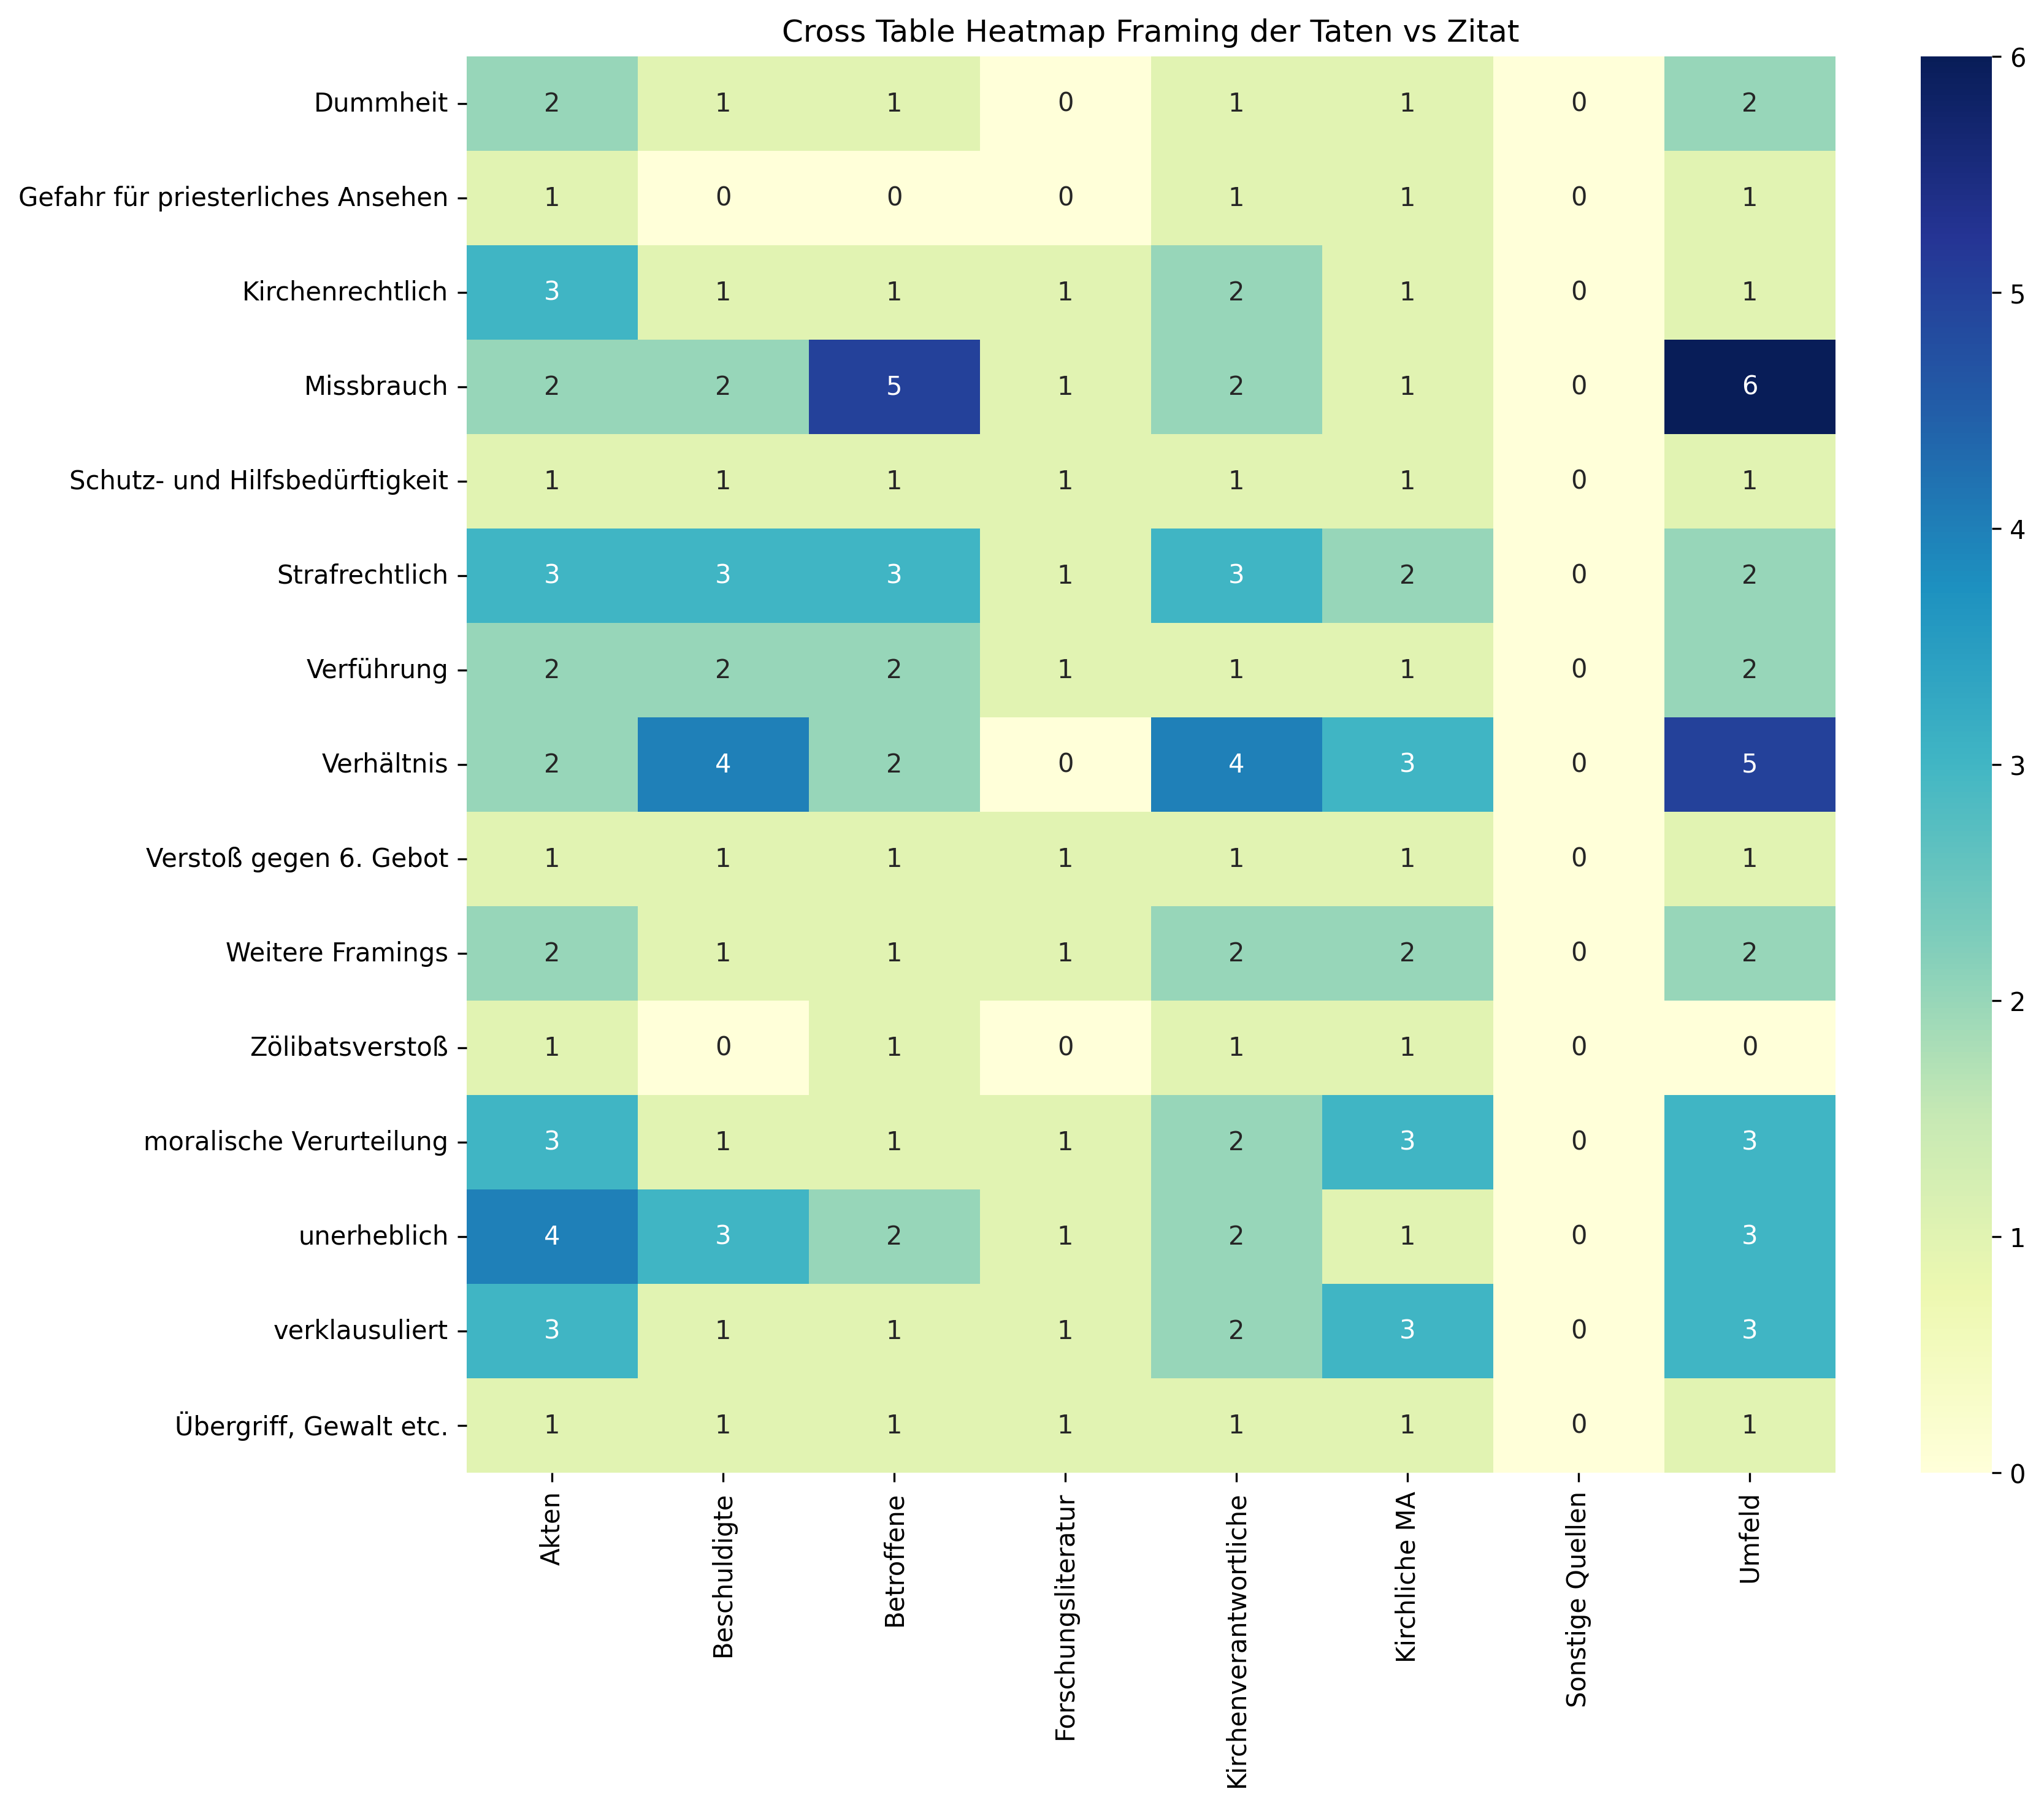 Cross Table Heatmap Framing der Taten vs Zitat
Dummheit 2 1 1 0 1 1 0 2
Gefahr für priesterliches Ansehen 1 0 0 0 1 1 0 1
Kirchenrechtlich 3 1 1 1 2 1 0 1
Missbrauch 2 2 5 1 2 1 0 6
Schutz- und Hilfsbedürftigkeit 1 1 1 1 1 1 0 1
Strafrechtlich 3 3 3 1 3 2 0 2
Verführung 2 2 2 1 1 1 0 2
Verhältnis 2 4 2 0 4 3 0 5
Verstoß gegen 6. Gebot 1 1 1 1 1 1 0 1
Weitere Framings 2 1 1 1 2 2 0 2
Zölibatsverstoß 1 0 1 0 1 1 0 0
moralische Verurteilung 3 1 1 1 2 3 0 3
unerheblich 4 3 2 1 2 1 0 3
verklausuliert 3 1 1 1 2 3 0 3
Übergriff, Gewalt etc. 1 1 1 1 1 1 0 1
Akten
Beschuldigte
Betroffene
Forschungsliteratur
Kirchenverantwortliche
Kirchliche MA
Sonstige Quellen
Umfeld
6
5
4
3
2
1
0